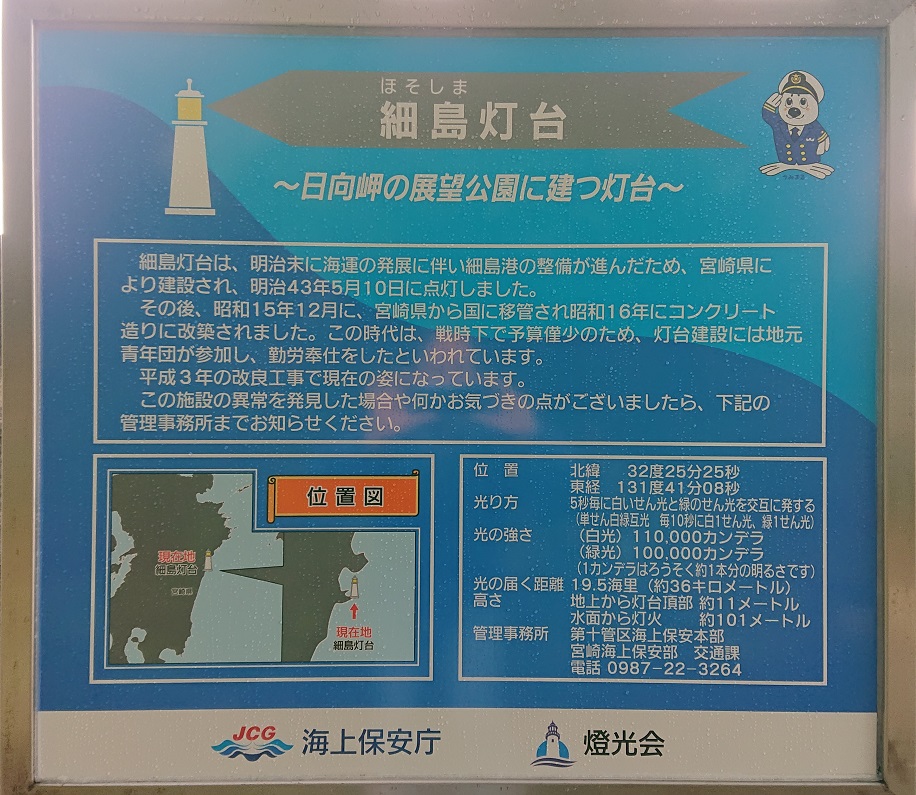 ほそしま
細島灯台
～日向岬の展望公園に建つ灯台～
細島灯台は、明治末に海運の発展に伴い細島港の整備が進んだため、宮崎県に
より建設され、明治43年5月10日に点灯しました。
その後、昭和15年12月に、宮崎県から国に移管され昭和16年にコンクリート
造りに改築されました。この時代は、戦時下で予算僅少のため、灯台建設には地元
青年団が参加し、勤労奉仕をしたといわれています。
平成３年の改良工事で現在の姿になっています。
この施設の異常を発見した場合や何かお気づきの点がございましたら、下記の
管理事務所までお知らせください。
位置図
現在地
細島灯台
宮崎県
現在地
細島灯台
位 置 北緯 32度25分25秒
東経 131度41分08秒
光り方 5秒毎に白いせん光と緑のせん光を交互に発する
（単せん白緑互光 毎10秒に白1せん光、緑1せん光）
光の強さ （白光）110,000カンデラ
（緑光）100,000カンデラ
（1カンデラはろうそく約1本分の明るさです）
光の届く距離 19.5海里（約36キロメートル）
高さ 地上から灯台頂部 約11メートル
水面から灯火 約101メートル
管理事務所 第十管区海上保安本部
宮崎海上保安部 交通課
電話 0987－22－3264
JCG 海上保安庁
燈光会